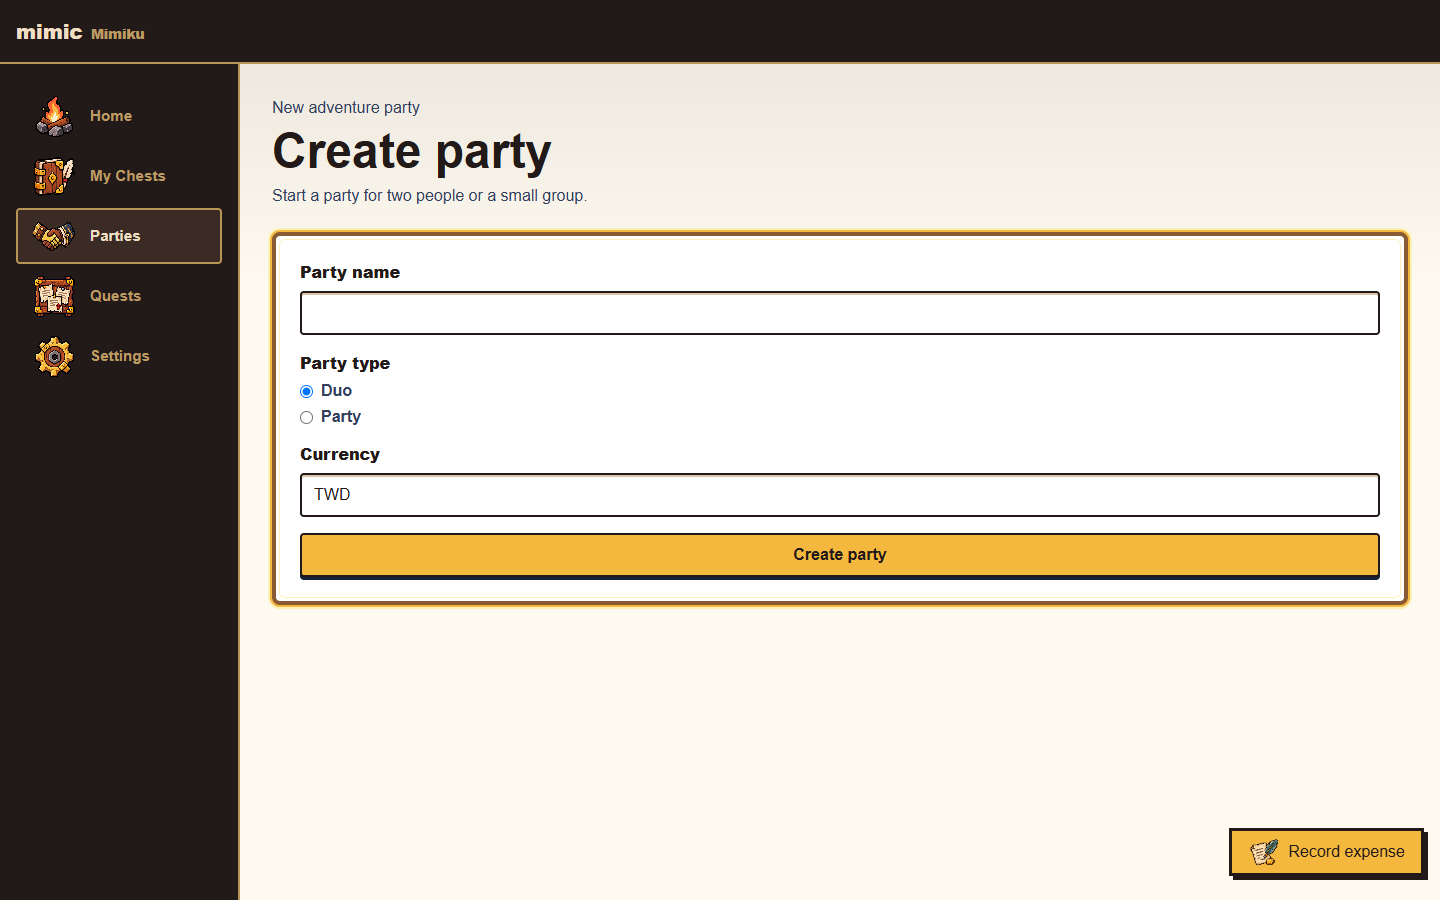 mimic Mimiku
Home
My Chests
Parties
Quests
Settings
New adventure party
Create party
Start a party for two people or a small group.
Party name
Party type
Duo
Party
Currency
TWD
Create party
Record expense